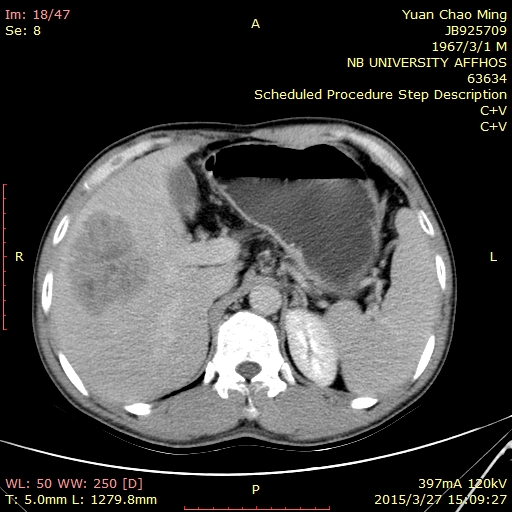 Im: 18/47
Se: 8
A
Yuan Chao Ming
JB925709
1967/3/1 M
NB UNIVERSITY AFFHOS
63634
Scheduled Procedure Step Description
C+V
C+V
R
L
WL: 50 WW: 250 [D]
T: 5.0mm L: 1279.8mm
P
397mA 120kV
2015/3/27 15:09:27